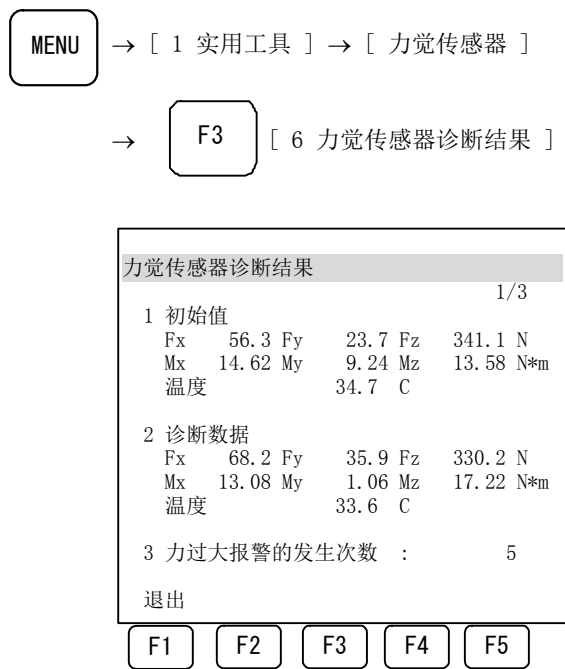 MENU → [ 1 实用工具 ] → [ 力觉传感器 ]
→ F3 [ 6 力觉传感器诊断结果 ]
力觉传感器诊断结果
1/3
1 初始值
Fx 56.3 Fy 23.7 Fz 341.1 N
Mx 14.62 My 9.24 Mz 13.58 N*m
温度 34.7 C
2 诊断数据
Fx 68.2 Fy 35.9 Fz 330.2 N
Mx 13.08 My 1.06 Mz 17.22 N*m
温度 33.6 C
3 力过大报警的发生次数 : 5
退出
F1 F2 F3 F4 F5